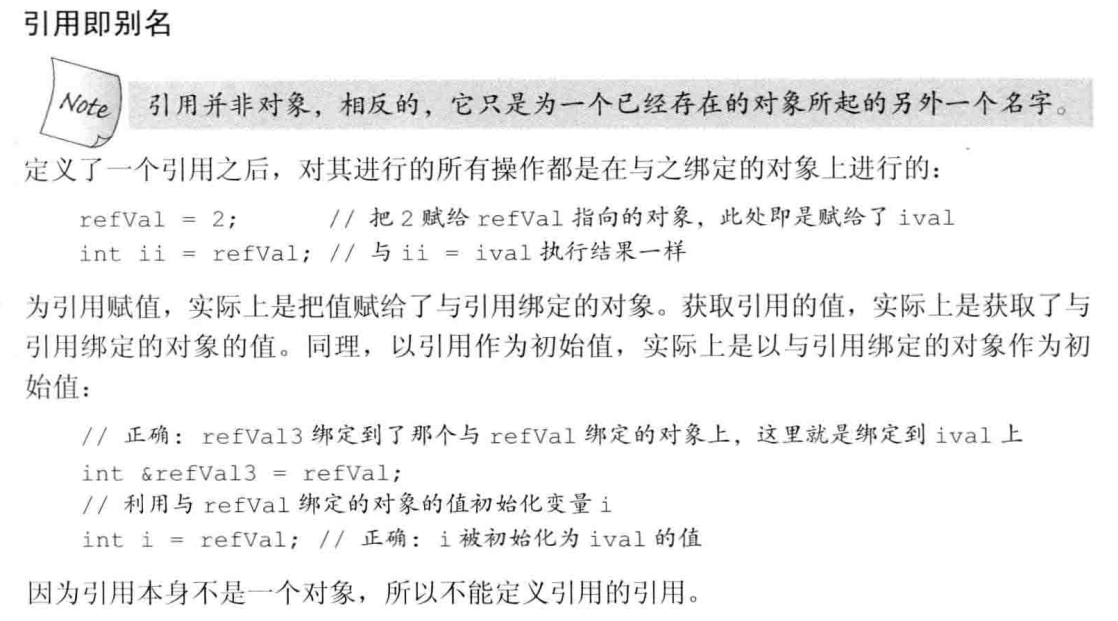 引用即别名
Note 引用并非对象，相反的，它只是为一个已经存在的对象所起的另外一个名字。
定义了一个引用之后，对其进行的所有操作都是在与之绑定的对象上进行的：
refVal = 2; // 把 2 赋给 refVal 指向的对象，此处即是赋给了 ival
int ii = refVal; // 与 ii = ival 执行结果一样
为引用赋值，实际上是把值赋给了与引用绑定的对象。获取引用的值，实际上是获取了与
引用绑定的对象的值。同理，以引用作为初始值，实际上是以与引用绑定的对象作为初
始值：
// 正确：refVal3 绑定到了那个与 refVal 绑定的对象上，这里就是绑定到 ival 上
int &refVal3 = refVal;
// 利用与 refVal 绑定的对象的值初始化变量 i
int i = refVal; // 正确：i 被初始化为 ival 的值
因为引用本身不是一个对象，所以不能定义引用的引用。